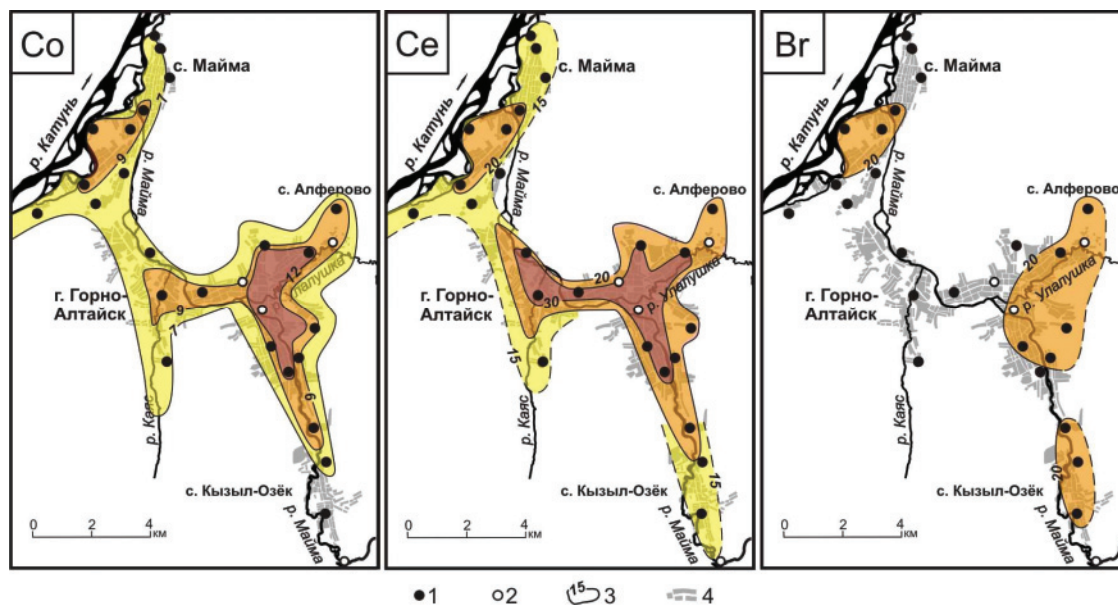 Co
с. Майма
р. Катунь
7
9
р. Майма
с. Алферово
12
Улалушка
г. Горно-
Алтайск
9
7
9
р. Каяс
с. Кызыл-Озёк
р. Майма
0 2 4 км
Ce
с. Майма
р. Катунь
15
20
р. Майма
с. Алферово
20
р. Улалушка
30
г. Горно-
Алтайск
15
р. Каяс
15
с. Кызыл-Озёк
р. Майма
0 2 4 км
Br
с. Майма
р. Катунь
20
р. Майма
с. Алферово
20
р. Улалушка
г. Горно-
Алтайск
р. Каяс
20
с. Кызыл-Озёк
р. Майма
0 2 4 км
1 2 15 3 4